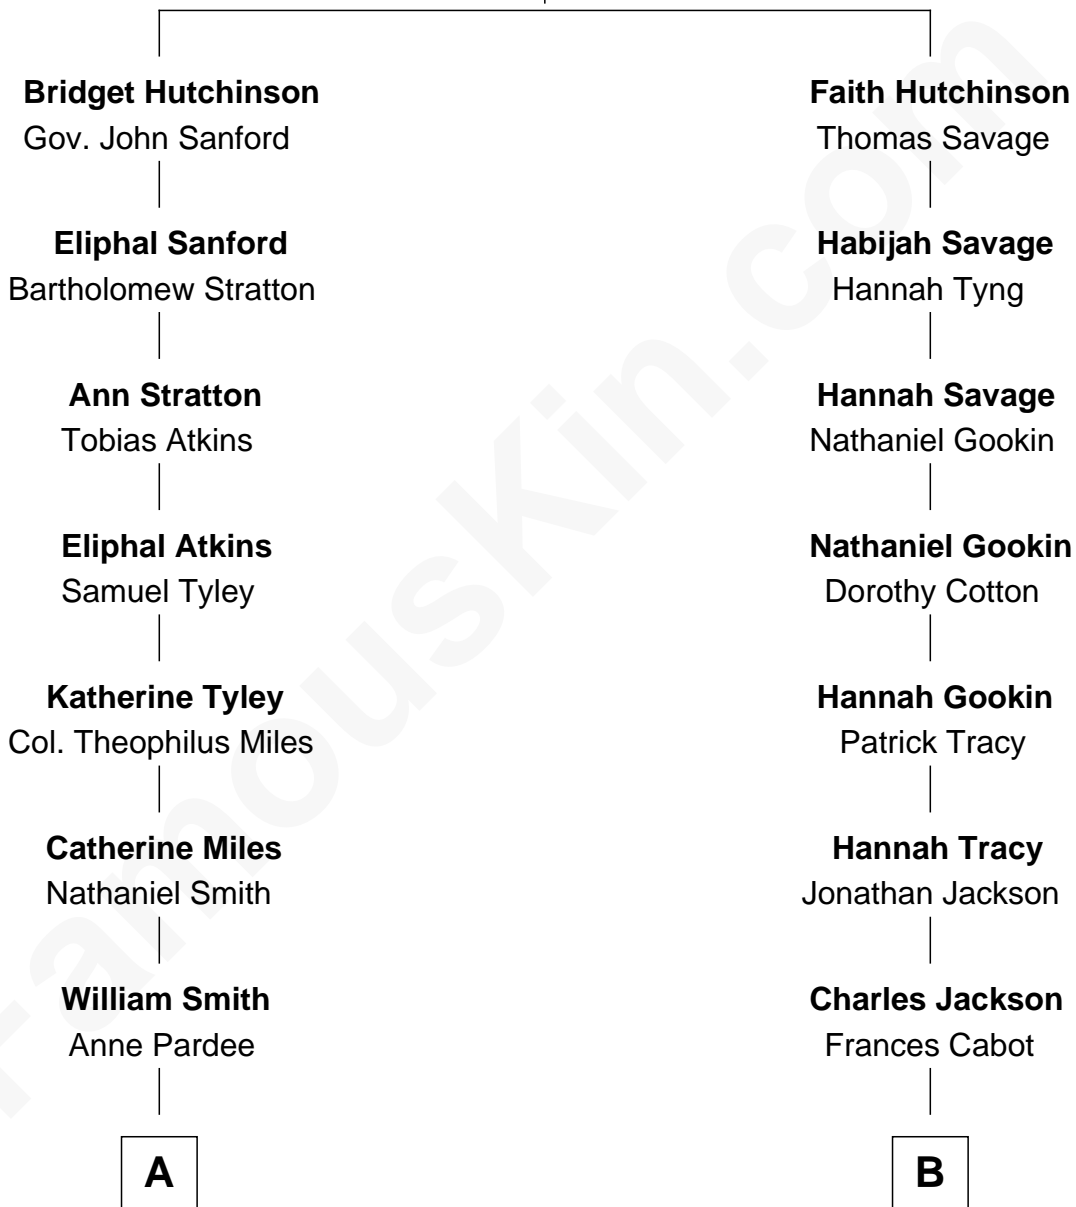 Bridget Hutchinson
Gov. John Sanford
Faith Hutchinson
Thomas Savage
Eliphal Sanford
Bartholomew Stratton
Habijah Savage
Hannah Tyng
Ann Stratton
Tobias Atkins
Hannah Savage
Nathaniel Gookin
Eliphal Atkins
Samuel Tyley
Nathaniel Gookin
Dorothy Cotton
Katherine Tyley
Col. Theophilus Miles
Hannah Gookin
Patrick Tracy
Catherine Miles
Nathaniel Smith
Hannah Tracy
Jonathan Jackson
William Smith
Anne Pardee
Charles Jackson
Frances Cabot
A
B
FamousKin.com